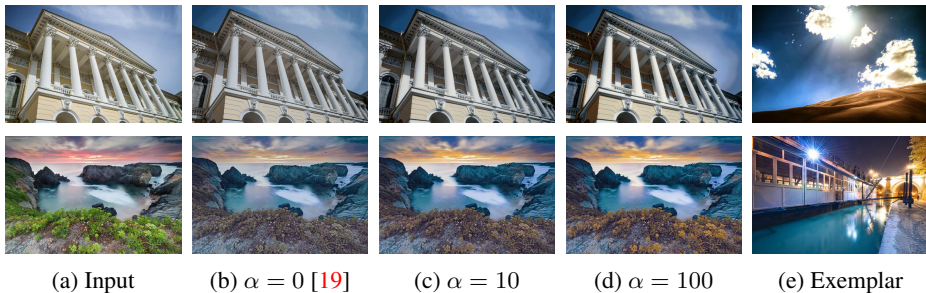 (a) Input (b) α = 0 [19] (c) α = 10 (d) α = 100 (e) Exemplar